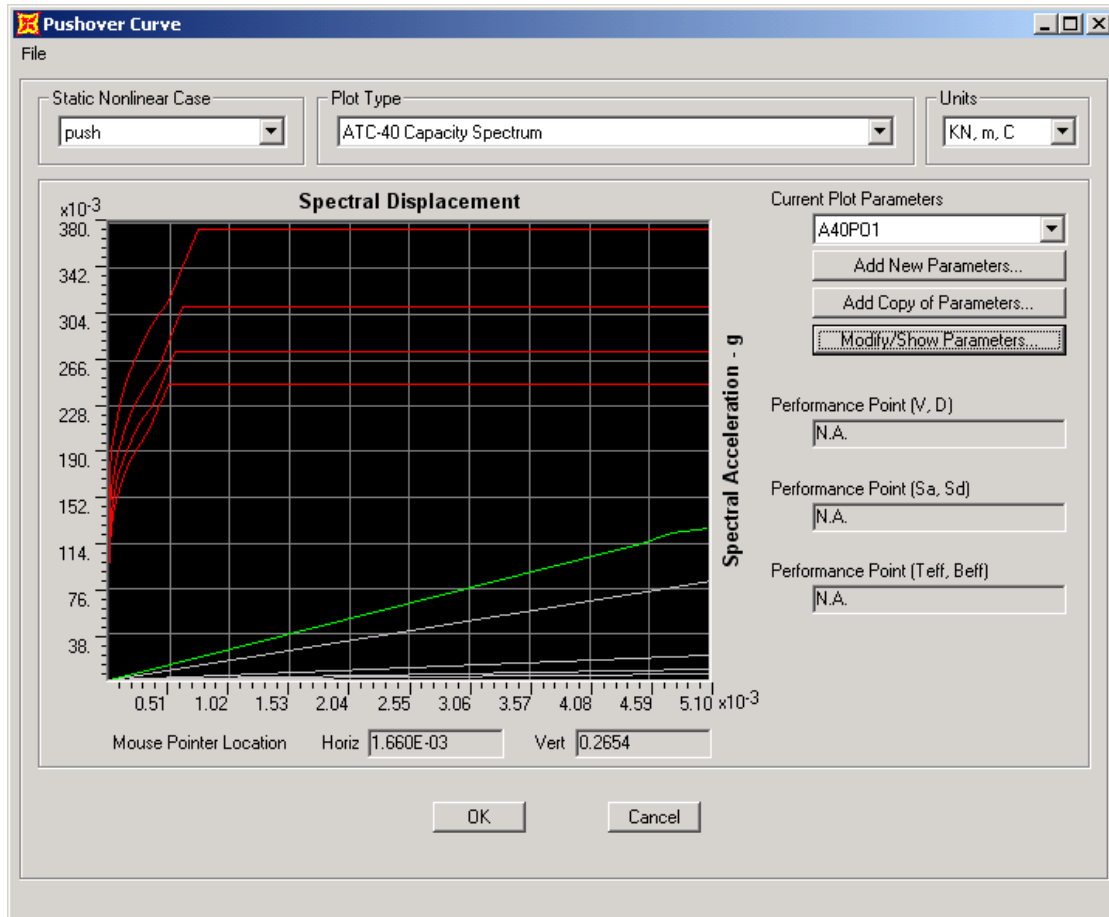 Pushover Curve
File
Static Nonlinear Case
push
Plot Type
ATC-40 Capacity Spectrum
Units
KN, m, C
Spectral Displacement
x10-3
380.
342.
304.
266.
228.
190.
152.
114.
76.
38.
0.51 1.02 1.53 2.04 2.55 3.06 3.57 4.08 4.59 5.10 x10-3
Spectral Acceleration - g
Mouse Pointer Location Horiz 1.660E-03 Vert 0.2654
Current Plot Parameters
A40PO1
Add New Parameters...
Add Copy of Parameters...
Modify/Show Parameters...
Performance Point (V, D)
N.A.
Performance Point (Sa, Sd)
N.A.
Performance Point (Teff, Beff)
N.A.
OK Cancel